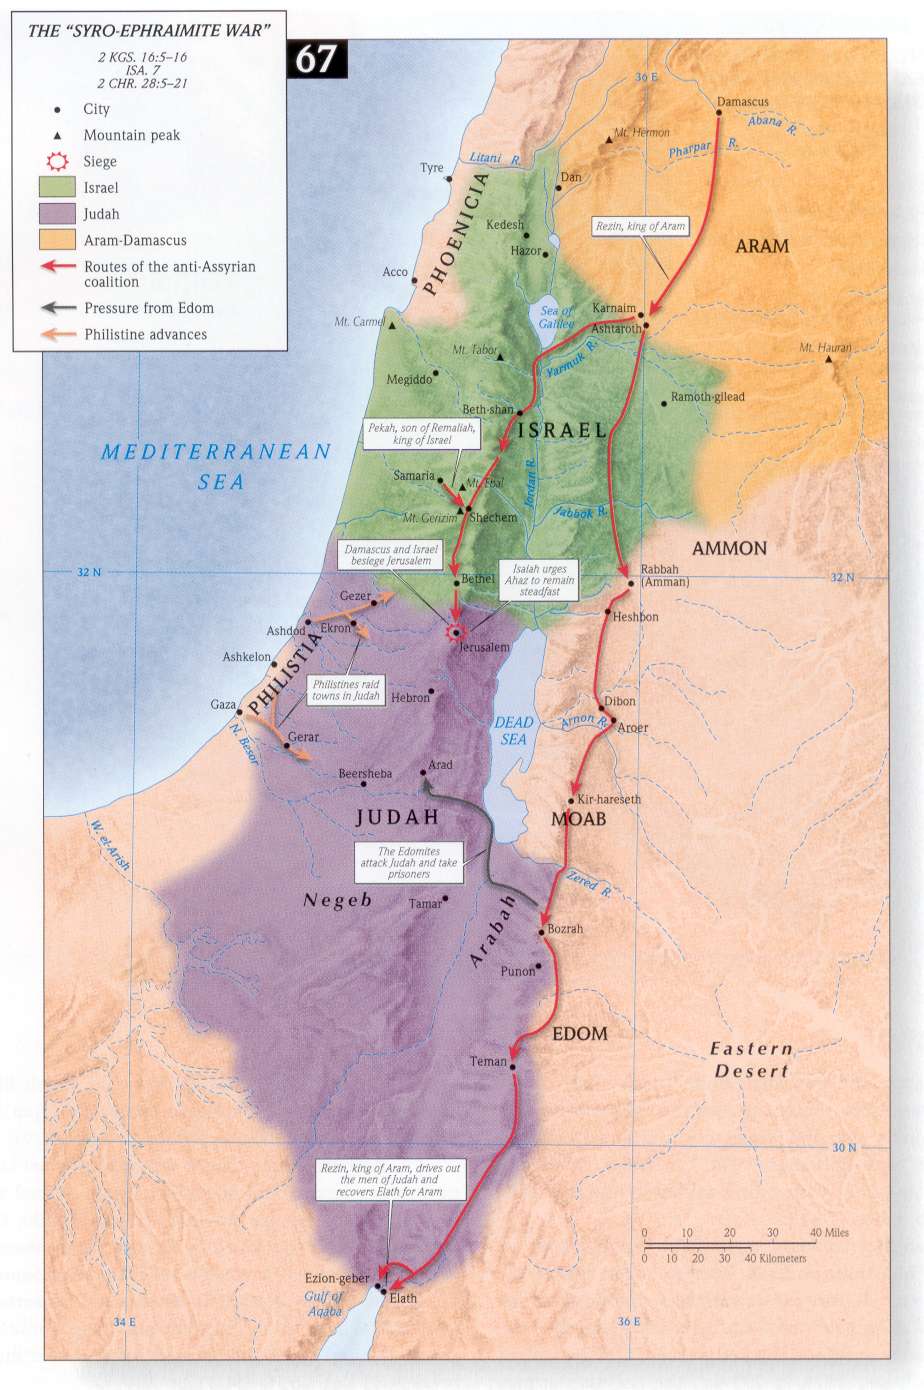 THE "SYRO-EPHRAIMITE WAR"
2 KGS. 16:5–16
ISA. 7
2 CHR. 28:5–21
City
Mountain peak
Siege
Israel
Judah
Aram-Damascus
Routes of the anti-Assyrian
coalition
Pressure from Edom
Philistine advances
67
36 E
Damascus
Abana R.
Mt. Hermon
Pharpar R.
Litani R.
Tyre
Dan
PHOENICIA
Kedesh
Hazor
Rezin, king of Aram
ARAM
Acco
Sea of
Galilee
Karnaim
Ashtaroth
Mt. Carmel
Mt. Tabor
Yarmuk R.
Mt. Hauran
Megiddo
Ramoth-gilead
Beth-shan
Pekah, son of Remaliah,
king of Israel
ISRAEL
MEDITERRANEAN
SEA
Samaria
Mt. Ebal
Jordan R.
Mt. Gerizim
Shechem
Jabbok R.
Damascus and Israel
besiege Jerusalem
AMMON
32 N
Bethel
Isaiah urges
Ahaz to remain
steadfast
Rabbah
(Amman)
32 N
Gezer
Heshbon
Ashdod
Ekron
Jerusalem
Ashkelon
PHILISTIA
Philistines raid
towns in Judah
Hebron
Gaza
Dibon
DEAD
SEA
Arnon R.
Aroer
N. Besor
Gerar
Beersheba
Arad
Kir-hareseth
JUDAH
MOAB
W. el-Arish
The Edomites
attack Judah and take
prisoners
Zered R.
Negeb
Tamar
Arabah
Bozrah
Punon
EDOM
Eastern
Desert
Teman
30 N
Rezin, king of Aram, drives out
the men of Judah and
recovers Elath for Aram
0 10 20 30 40 Miles
0 10 20 30 40 Kilometers
Ezion-geber
Elath
Gulf of
Aqaba
34 E
36 E